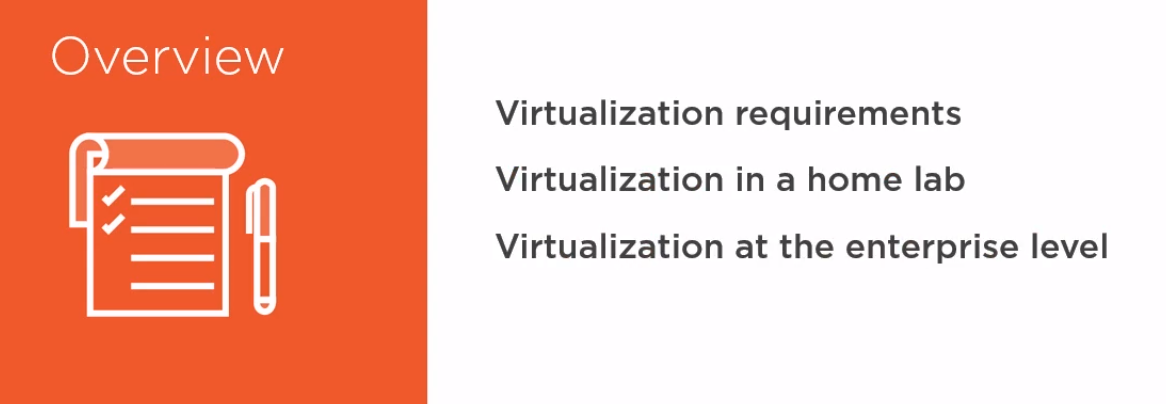 Overview
Virtualization requirements
Virtualization in a home lab
Virtualization at the enterprise level